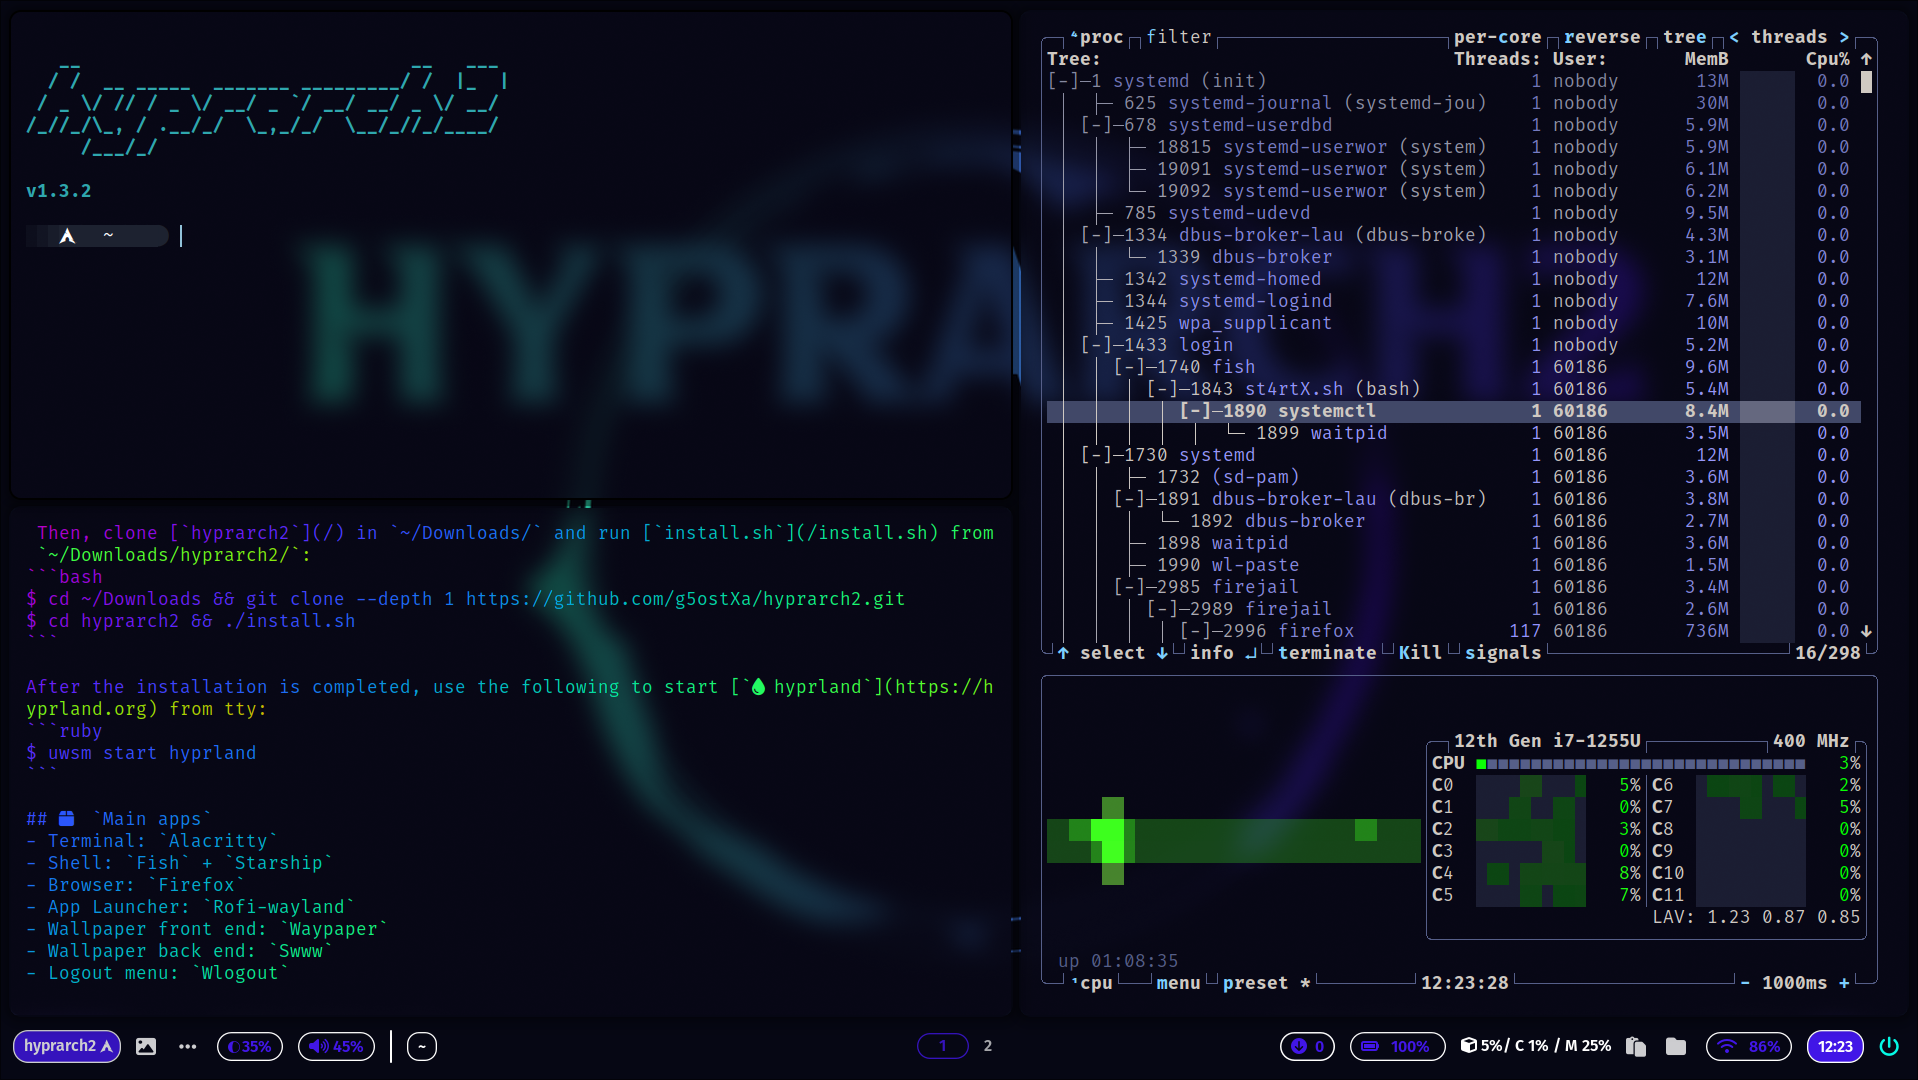 hyprarch2
v1.3.2
~
HYPRARCH2
Then, clone [`hyprarch2`](/) in `~/Downloads/` and run [`install.sh`](/install.sh) from
`~/Downloads/hyprarch2/`:
```bash
$ cd ~/Downloads && git clone --depth 1 https://github.com/g5ostXa/hyprarch2.git
$ cd hyprarch2 && ./install.sh
```
After the installation is completed, use the following to start [`hyprland`](https://h
yprland.org) from tty:
```ruby
$ uwsm start hyprland
```
## `Main apps`
- Terminal: `Alacritty`
- Shell: `Fish` + `Starship`
- Browser: `Firefox`
- App Launcher: `Rofi-wayland`
- Wallpaper front end: `Waypaper`
- Wallpaper back end: `Swww`
- Logout menu: `Wlogout`
⁴proc filter per-core reverse tree < threads >
Tree: Threads: User: MemB Cpu% ↑
[-]─1 systemd (init) 1 nobody 13M 0.0
├─ 625 systemd-journal (systemd-jou) 1 nobody 30M 0.0
[-]─678 systemd-userdbd 1 nobody 5.9M 0.0
├─ 18815 systemd-userwor (system) 1 nobody 5.9M 0.0
├─ 19091 systemd-userwor (system) 1 nobody 6.1M 0.0
└─ 19092 systemd-userwor (system) 1 nobody 6.2M 0.0
├─ 785 systemd-udevd 1 nobody 9.5M 0.0
[-]─1334 dbus-broker-lau (dbus-broke) 1 nobody 4.3M 0.0
└─ 1339 dbus-broker 1 nobody 3.1M 0.0
├─ 1342 systemd-homed 1 nobody 12M 0.0
├─ 1344 systemd-logind 1 nobody 7.6M 0.0
├─ 1425 wpa_supplicant 1 nobody 10M 0.0
[-]─1433 login 1 nobody 5.2M 0.0
[-]─1740 fish 1 60186 9.6M 0.0
[-]─1843 st4rtX.sh (bash) 1 60186 5.4M 0.0
[-]─1890 systemctl 1 60186 8.4M 0.0
└─ 1899 waitpid 1 60186 3.5M 0.0
[-]─1730 systemd 1 60186 12M 0.0
├─ 1732 (sd-pam) 1 60186 3.6M 0.0
[-]─1891 dbus-broker-lau (dbus-br) 1 60186 3.8M 0.0
└─ 1892 dbus-broker 1 60186 2.7M 0.0
├─ 1898 waitpid 1 60186 3.6M 0.0
├─ 1990 wl-paste 1 60186 1.5M 0.0
[-]─2985 firejail 1 60186 3.4M 0.0
[-]─2989 firejail 1 60186 2.6M 0.0
[-]─2996 firefox 117 60186 736M 0.0 ↓
↑ select ↓ info ↲ terminate Kill signals 16/298
12th Gen i7-1255U 400 MHz
CPU 3%
C0 5% C6 2%
C1 0% C7 5%
C2 3% C8 0%
C3 0% C9 0%
C4 8% C10 0%
C5 7% C11 0%
LAV: 1.23 0.87 0.85
up 01:08:35
¹cpu menu preset * 12:23:28 - 1000ms +
hyprarch2 35% 45% ~ 1 2 0 100% 5%/ C 1% / M 25% 86% 12:23